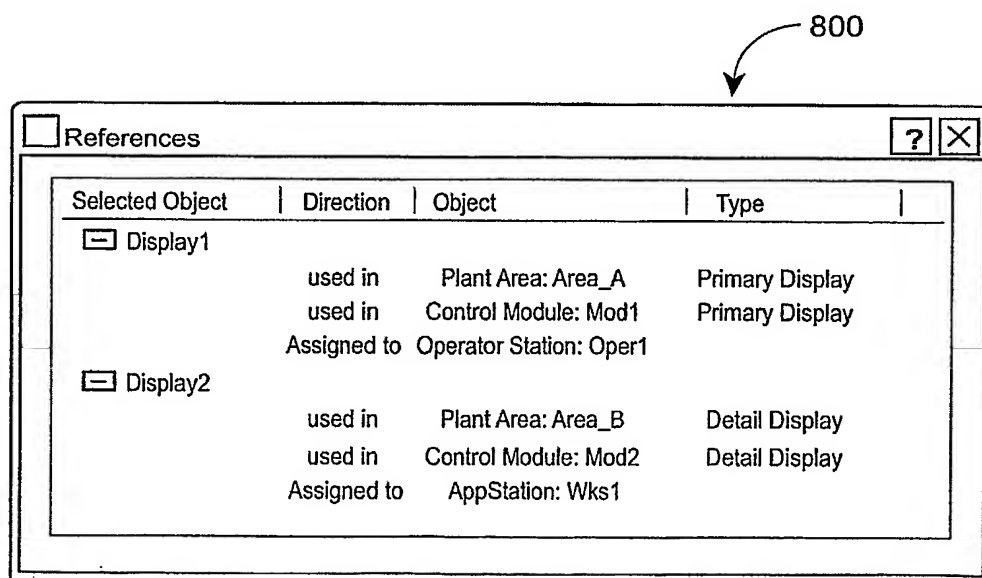 800
References ?
Selected Object Direction Object Type
Display1
used in Plant Area: Area_A Primary Display
used in Control Module: Mod1 Primary Display
Assigned to Operator Station: Oper1
Display2
used in Plant Area: Area_B Detail Display
used in Control Module: Mod2 Detail Display
Assigned to AppStation: Wks1